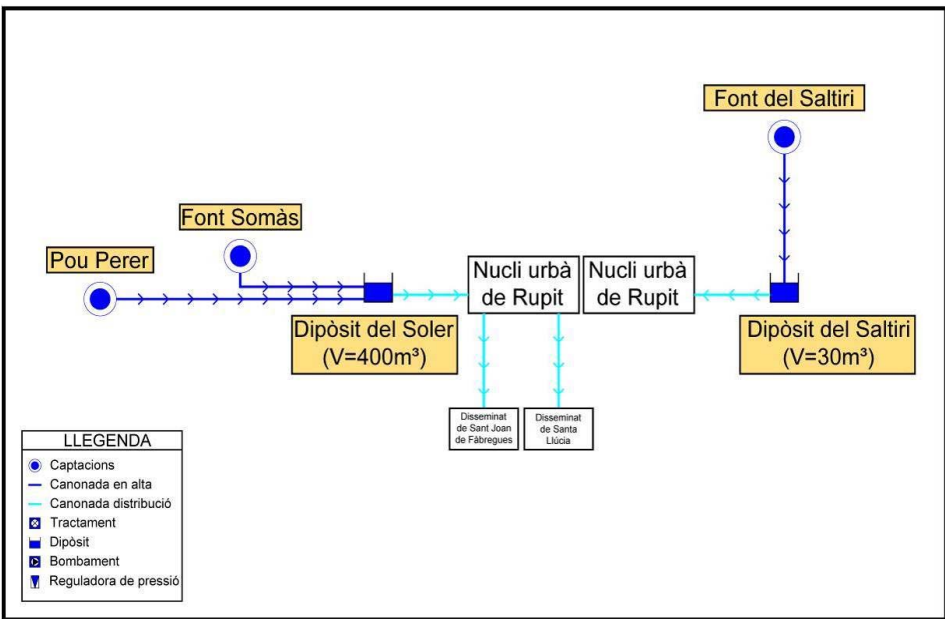 Font del Saltiri
Font Somàs
Pou Perer
Nucli urbà
de Rupit
Nucli urbà
de Rupit
Dipòsit del Soler
(V=400m³)
Dipòsit del Saltiri
(V=30m³)
Disseminat
de Sant Joan
de Fàbregues
Disseminat
de Santa
Llúcia
LLEGENDA
Captacions
Canonada en alta
Canonada distribució
Tractament
Dipòsit
Bombament
Reguladora de pressió